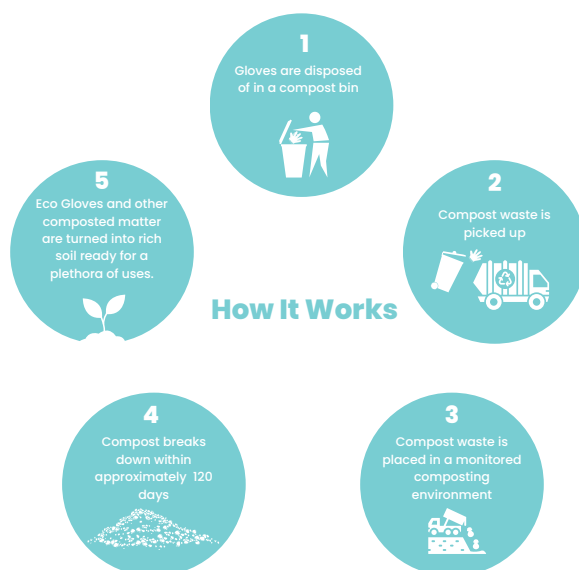 1
Gloves are disposed
of in a compost bin
2
Compost waste is
picked up
3
Compost waste is
placed in a monitored
composting
environment
4
Compost breaks
down within
approximately 120
days
5
Eco Gloves and other
composted matter
are turned into rich
soil ready for a
plethora of uses.
How It Works